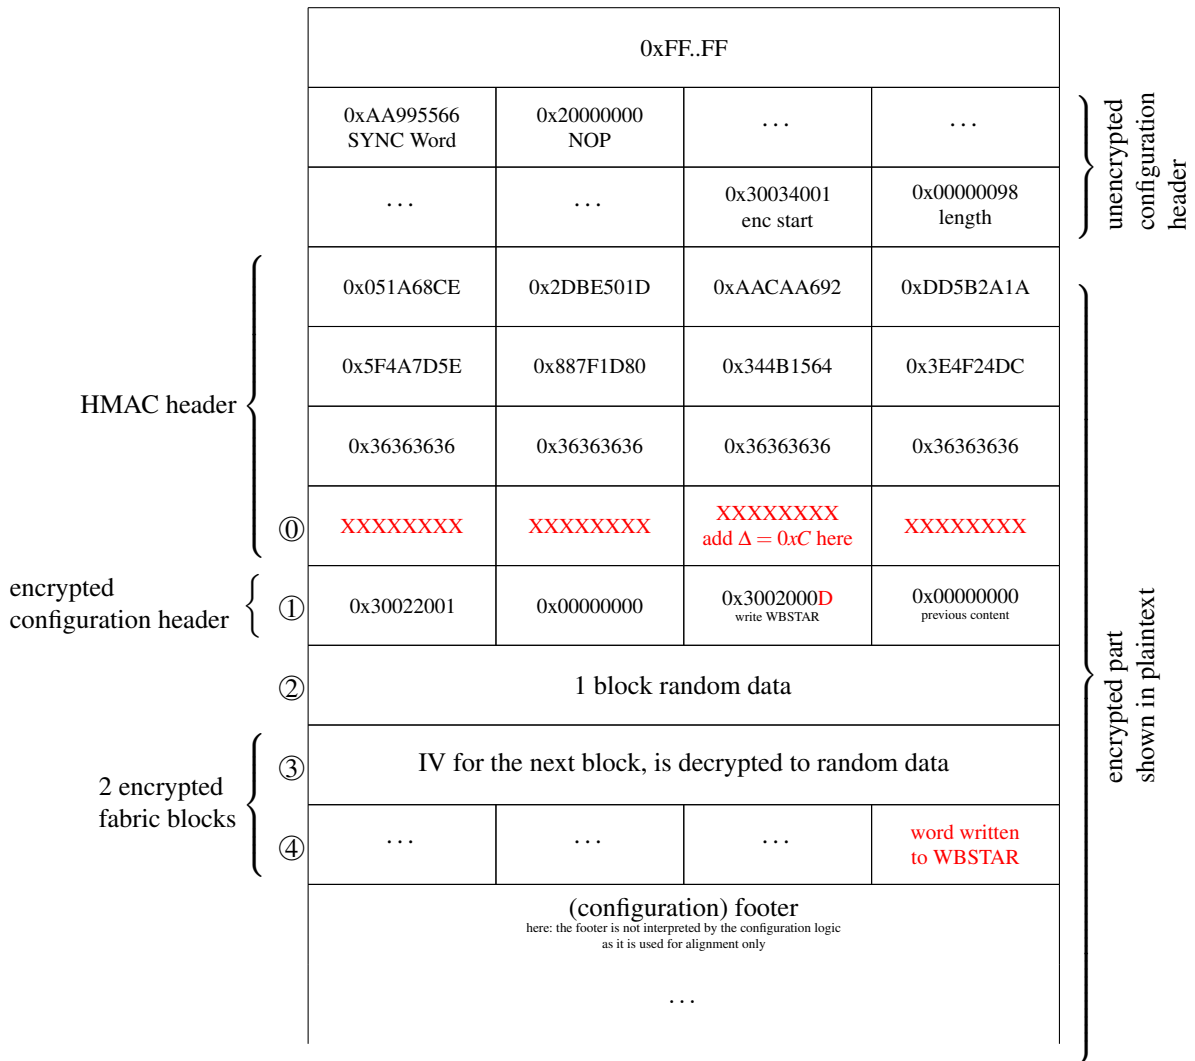 0xFF..FF
0xAA995566 0x20000000 ... ...
SYNC Word NOP
unencrypted
configuration
header
... ... 0x30034001 0x00000098
enc start length
HMAC header
0x051A68CE 0x2DBE501D 0xAACAA692 0xDD5B2A1A
0x5F4A7D5E 0x887F1D80 0x344B1564 0x3E4F24DC
0x36363636 0x36363636 0x36363636 0x36363636
⓪ XXXXXXXX XXXXXXXX XXXXXXXX XXXXXXXX
add Δ = 0xC here
encrypted
configuration header
① 0x30022001 0x00000000 0x3002000D 0x00000000
write WBSTAR previous content
② 1 block random data
encrypted part
shown in plaintext
2 encrypted
fabric blocks
③ IV for the next block, is decrypted to random data
④ ... ... ... word written
to WBSTAR
(configuration) footer
here: the footer is not interpreted by the configuration logic
as it is used for alignment only
...